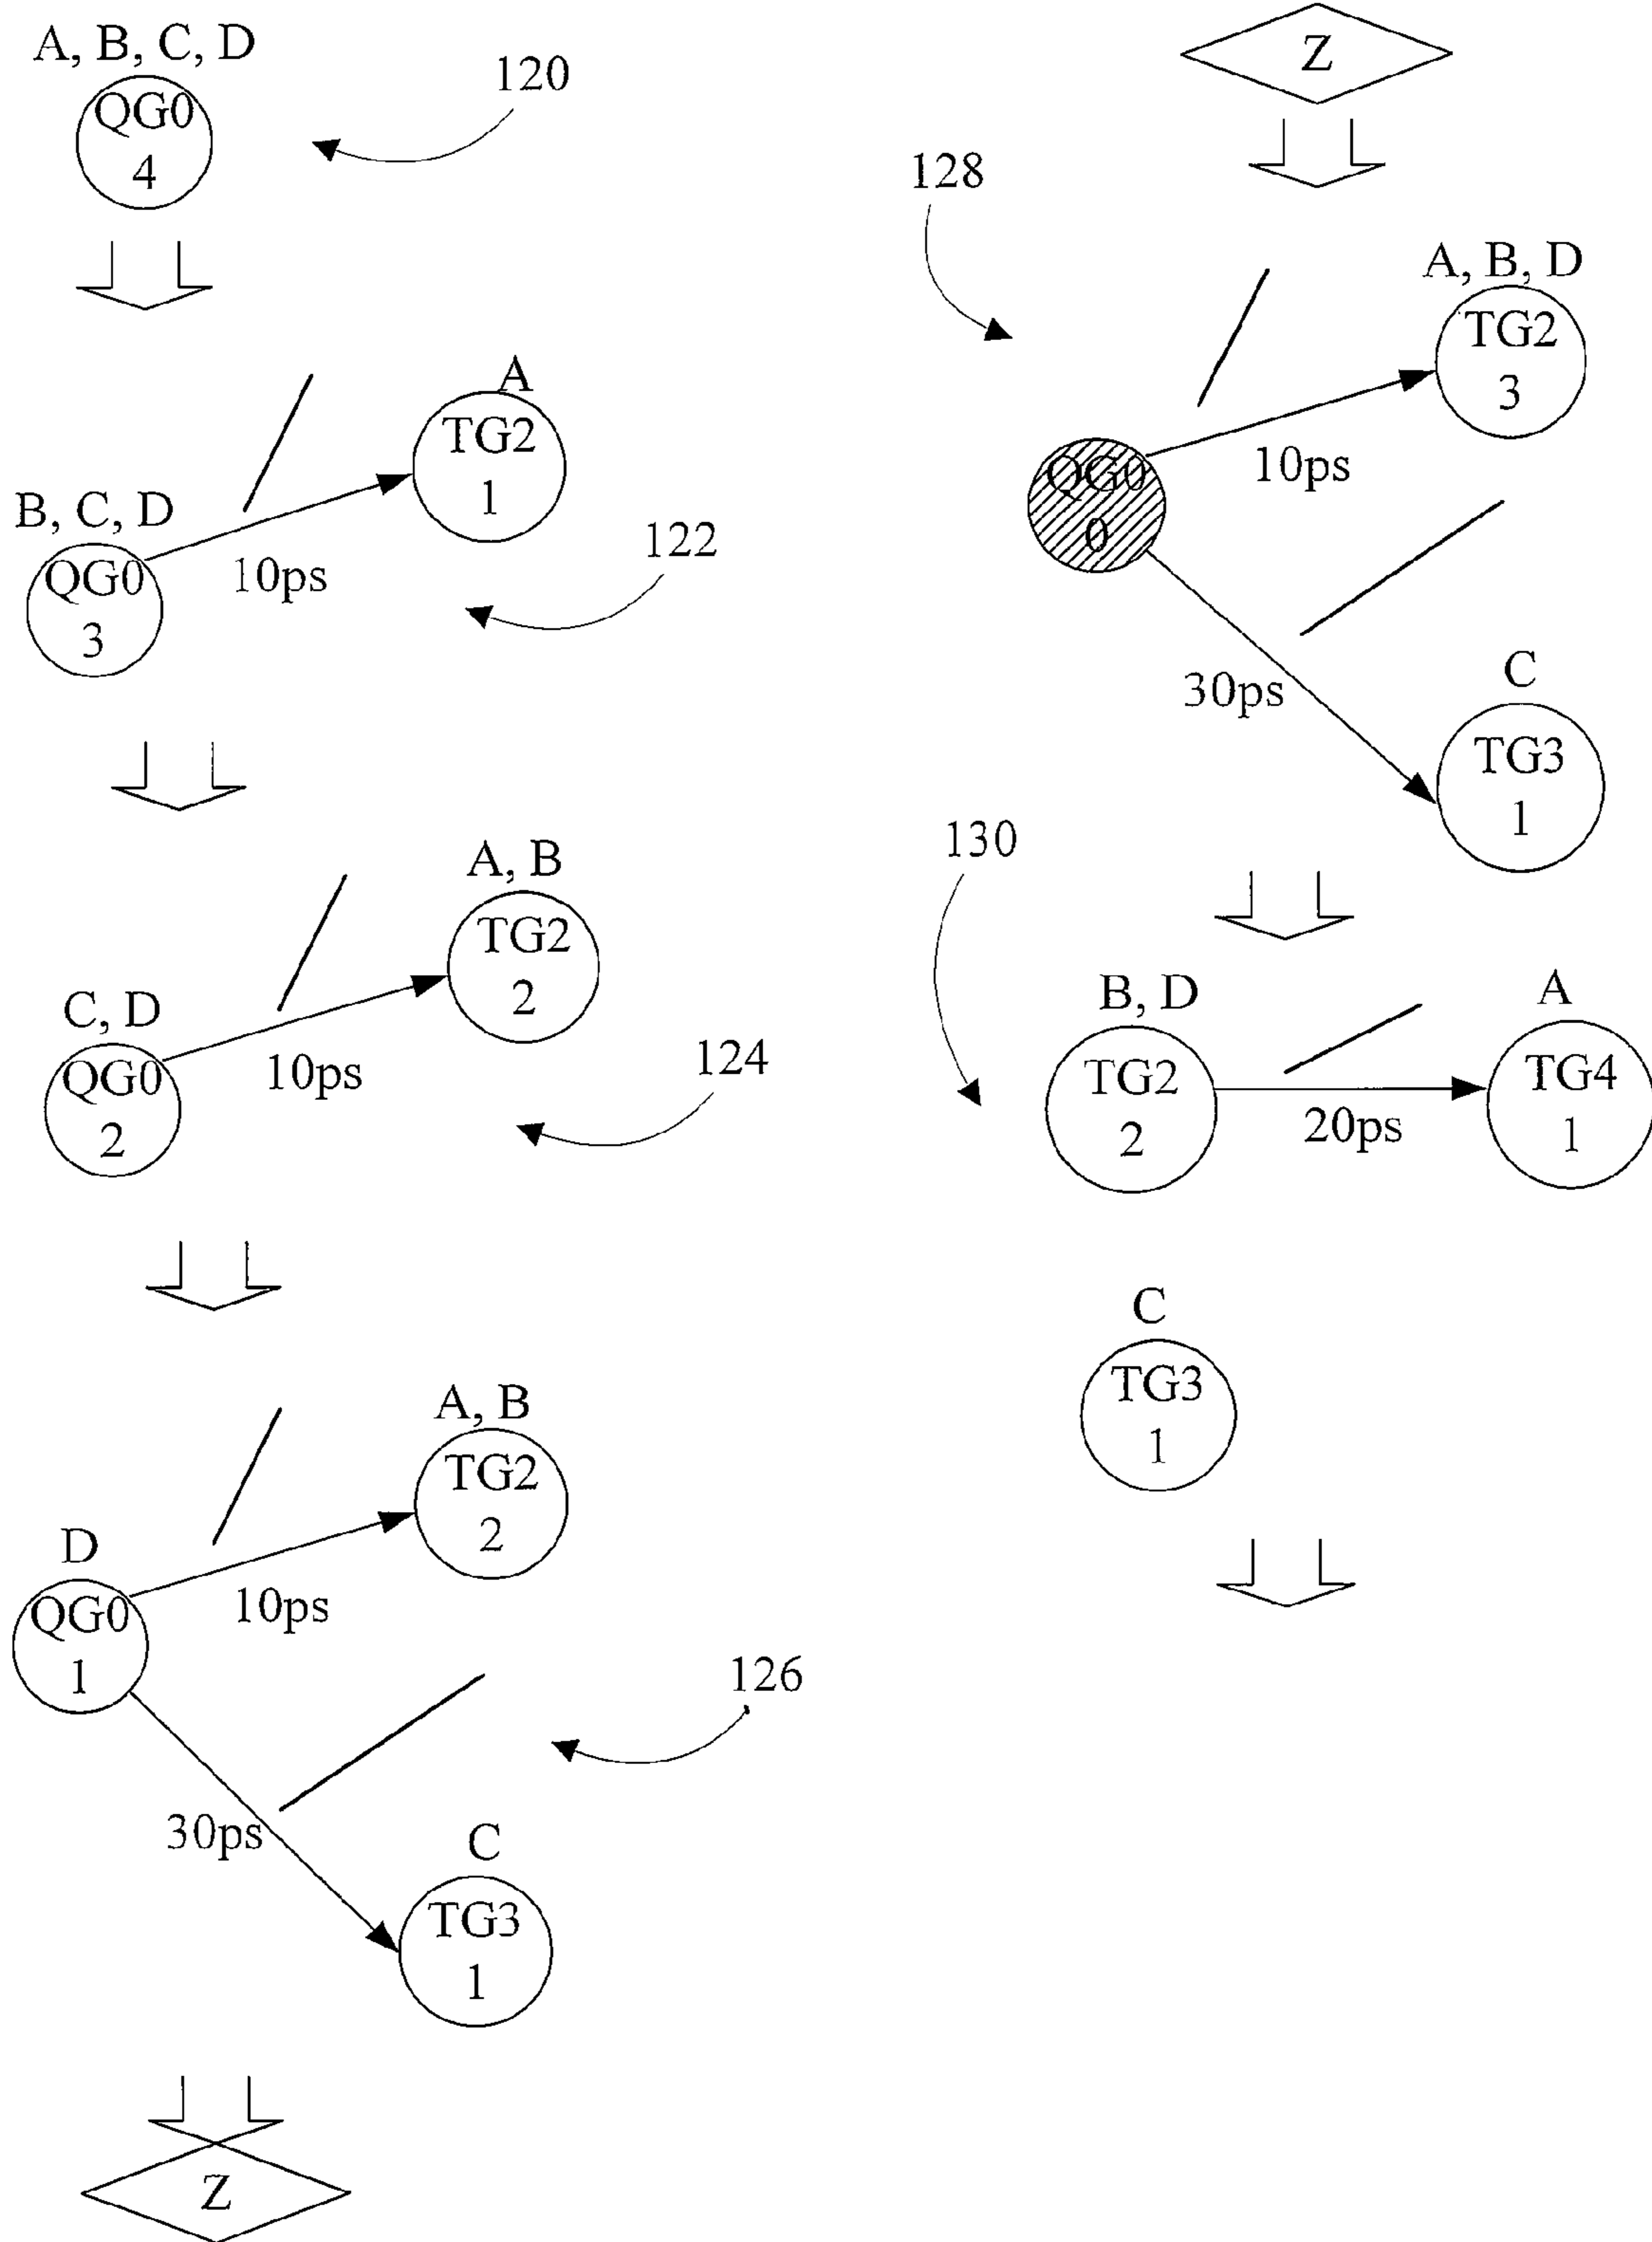 A, B, C, D
QG0
4
120
A
TG2
1
B, C, D
QG0
3
10ps
122
A, B
TG2
2
C, D
QG0
2
10ps
124
A, B
TG2
2
D
QG0
1
10ps
126
30ps
C
TG3
1
Z
Z
128
A, B, D
TG2
3
QG0
0
10ps
30ps
C
TG3
1
130
B, D
TG2
2
A
TG4
1
20ps
C
TG3
1